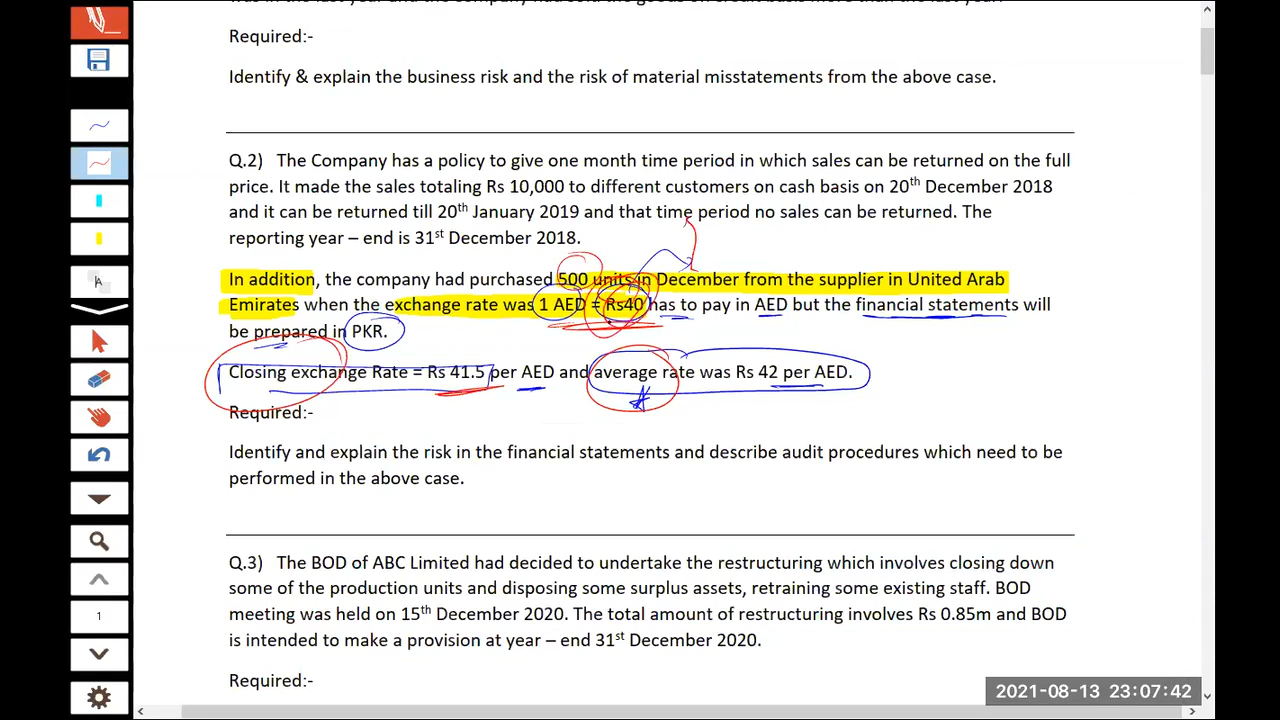 Required:-
Identify & explain the business risk and the risk of material misstatements from the above case.
Q.2) The Company has a policy to give one month time period in which sales can be returned on the full
price. It made the sales totaling Rs 10,000 to different customers on cash basis on 20th December 2018
and it can be returned till 20th January 2019 and that time period no sales can be returned. The
reporting year – end is 31st December 2018.
In addition, the company had purchased 500 units in December from the supplier in United Arab
Emirates when the exchange rate was 1 AED = Rs40 has to pay in AED but the financial statements will
be prepared in PKR.
Closing exchange Rate = Rs 41.5 per AED and average rate was Rs 42 per AED.
Required:-
Identify and explain the risk in the financial statements and describe audit procedures which need to be
performed in the above case.
Q.3) The BOD of ABC Limited had decided to undertake the restructuring which involves closing down
some of the production units and disposing some surplus assets, retraining some existing staff. BOD
meeting was held on 15th December 2020. The total amount of restructuring involves Rs 0.85m and BOD
is intended to make a provision at year – end 31st December 2020.
Required:-
1
2021-08-13 23:07:42